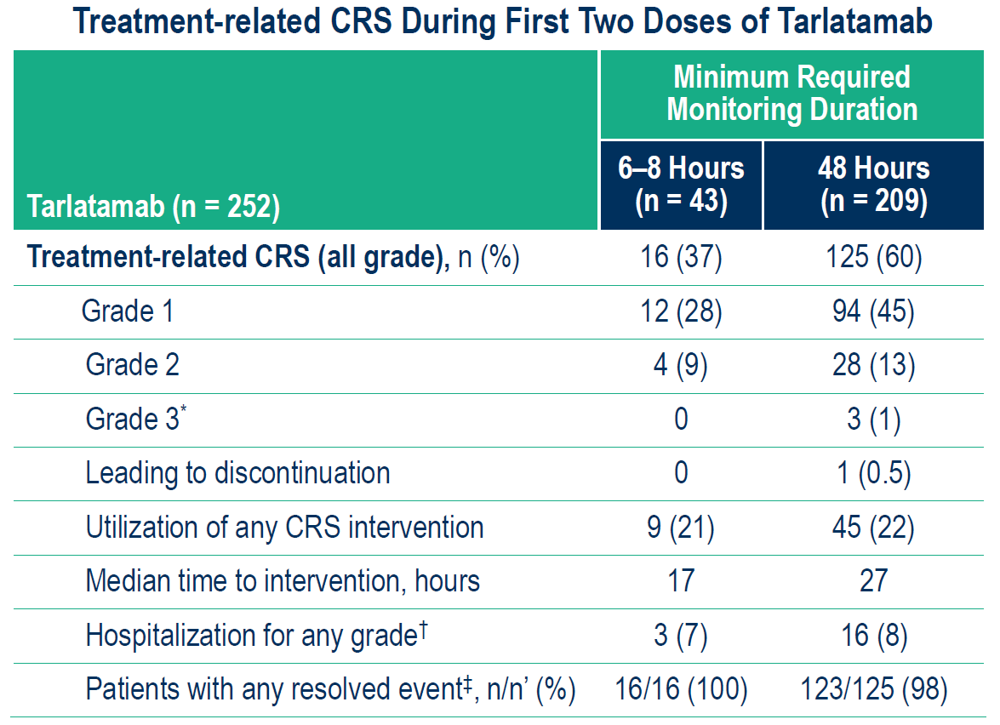 Treatment-related CRS During First Two Doses of Tarlatamab
Minimum Required
Monitoring Duration
Tarlatamab (n = 252)
6–8 Hours
(n = 43)
48 Hours
(n = 209)
Treatment-related CRS (all grade), n (%) 16 (37) 125 (60)
Grade 1 12 (28) 94 (45)
Grade 2 4 (9) 28 (13)
Grade 3* 0 3 (1)
Leading to discontinuation 0 1 (0.5)
Utilization of any CRS intervention 9 (21) 45 (22)
Median time to intervention, hours 17 27
Hospitalization for any grade† 3 (7) 16 (8)
Patients with any resolved event‡, n/n’ (%) 16/16 (100) 123/125 (98)